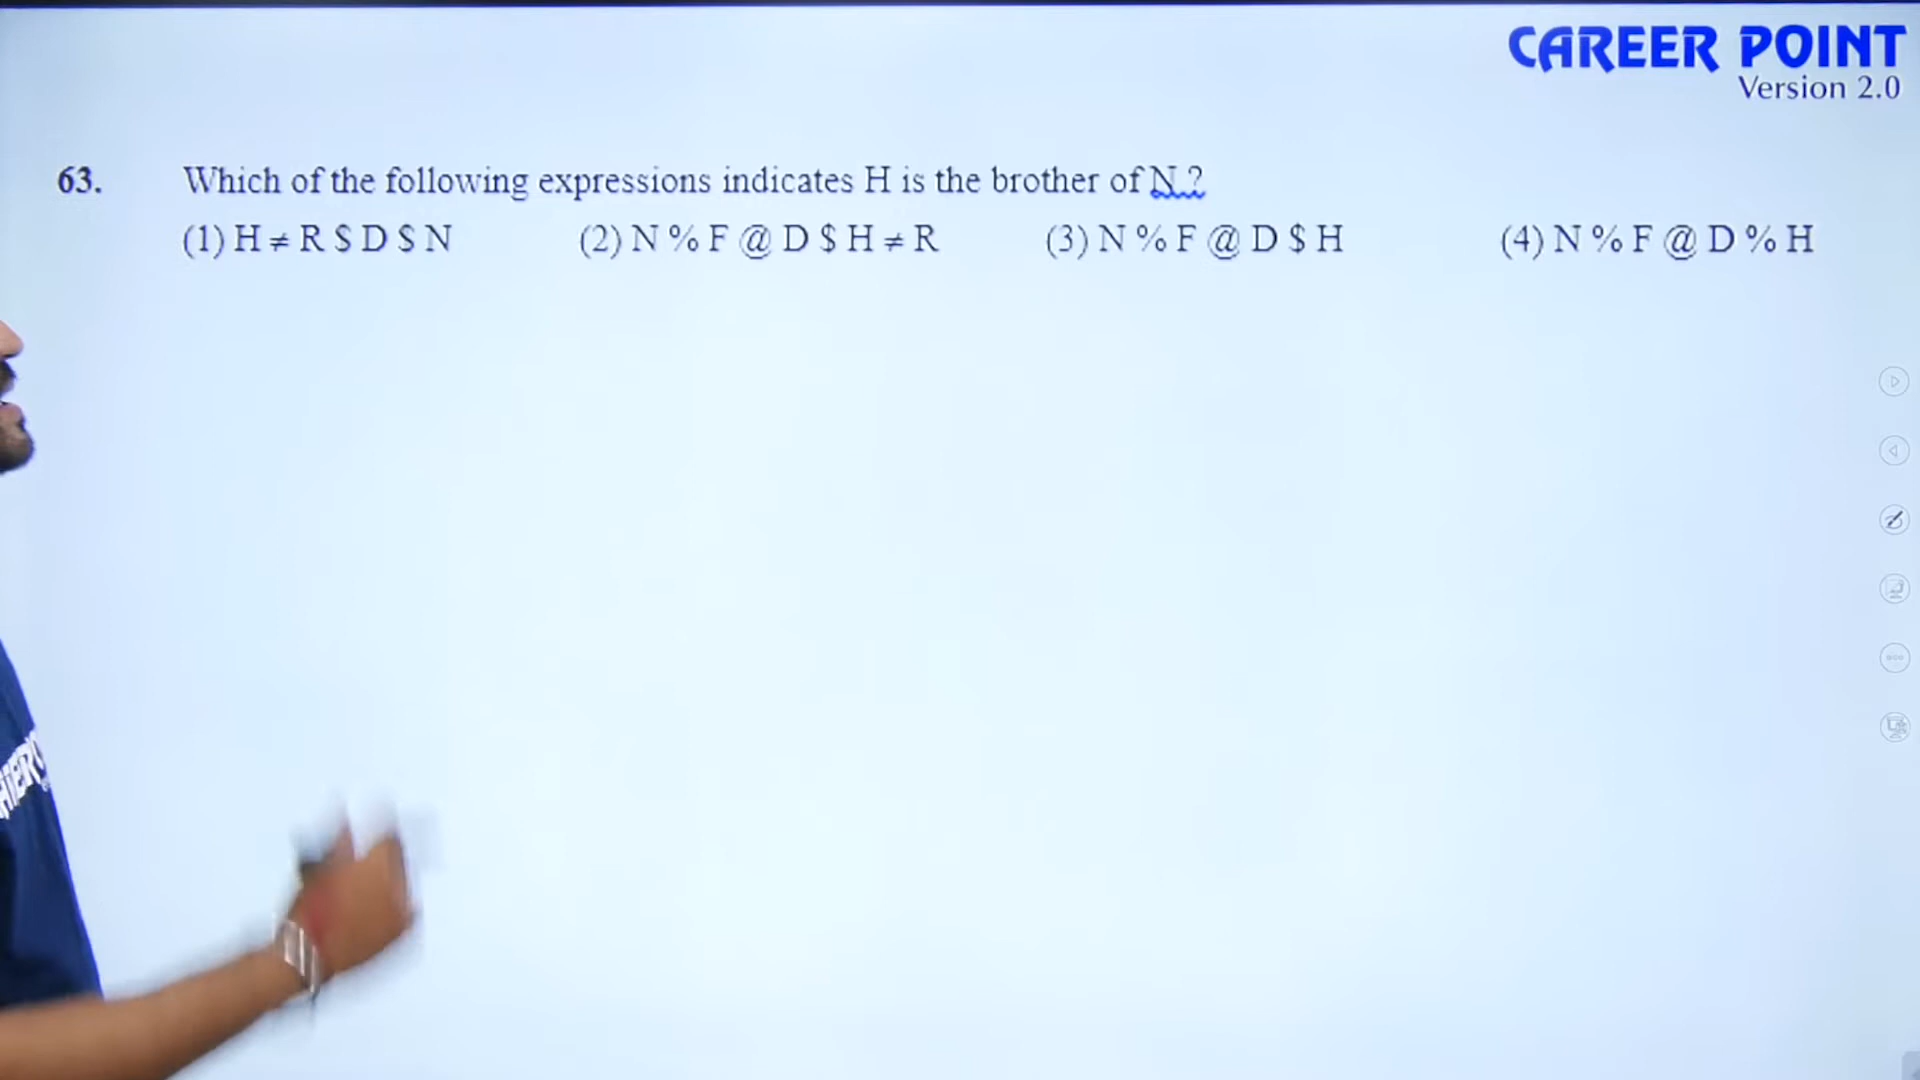 CAREER POINT
Version 2.0
63. Which of the following expressions indicates H is the brother of N ?
(1) H ≠ R $ D $ N (2) N % F @ D $ H ≠ R (3) N % F @ D $ H (4) N % F @ D % H